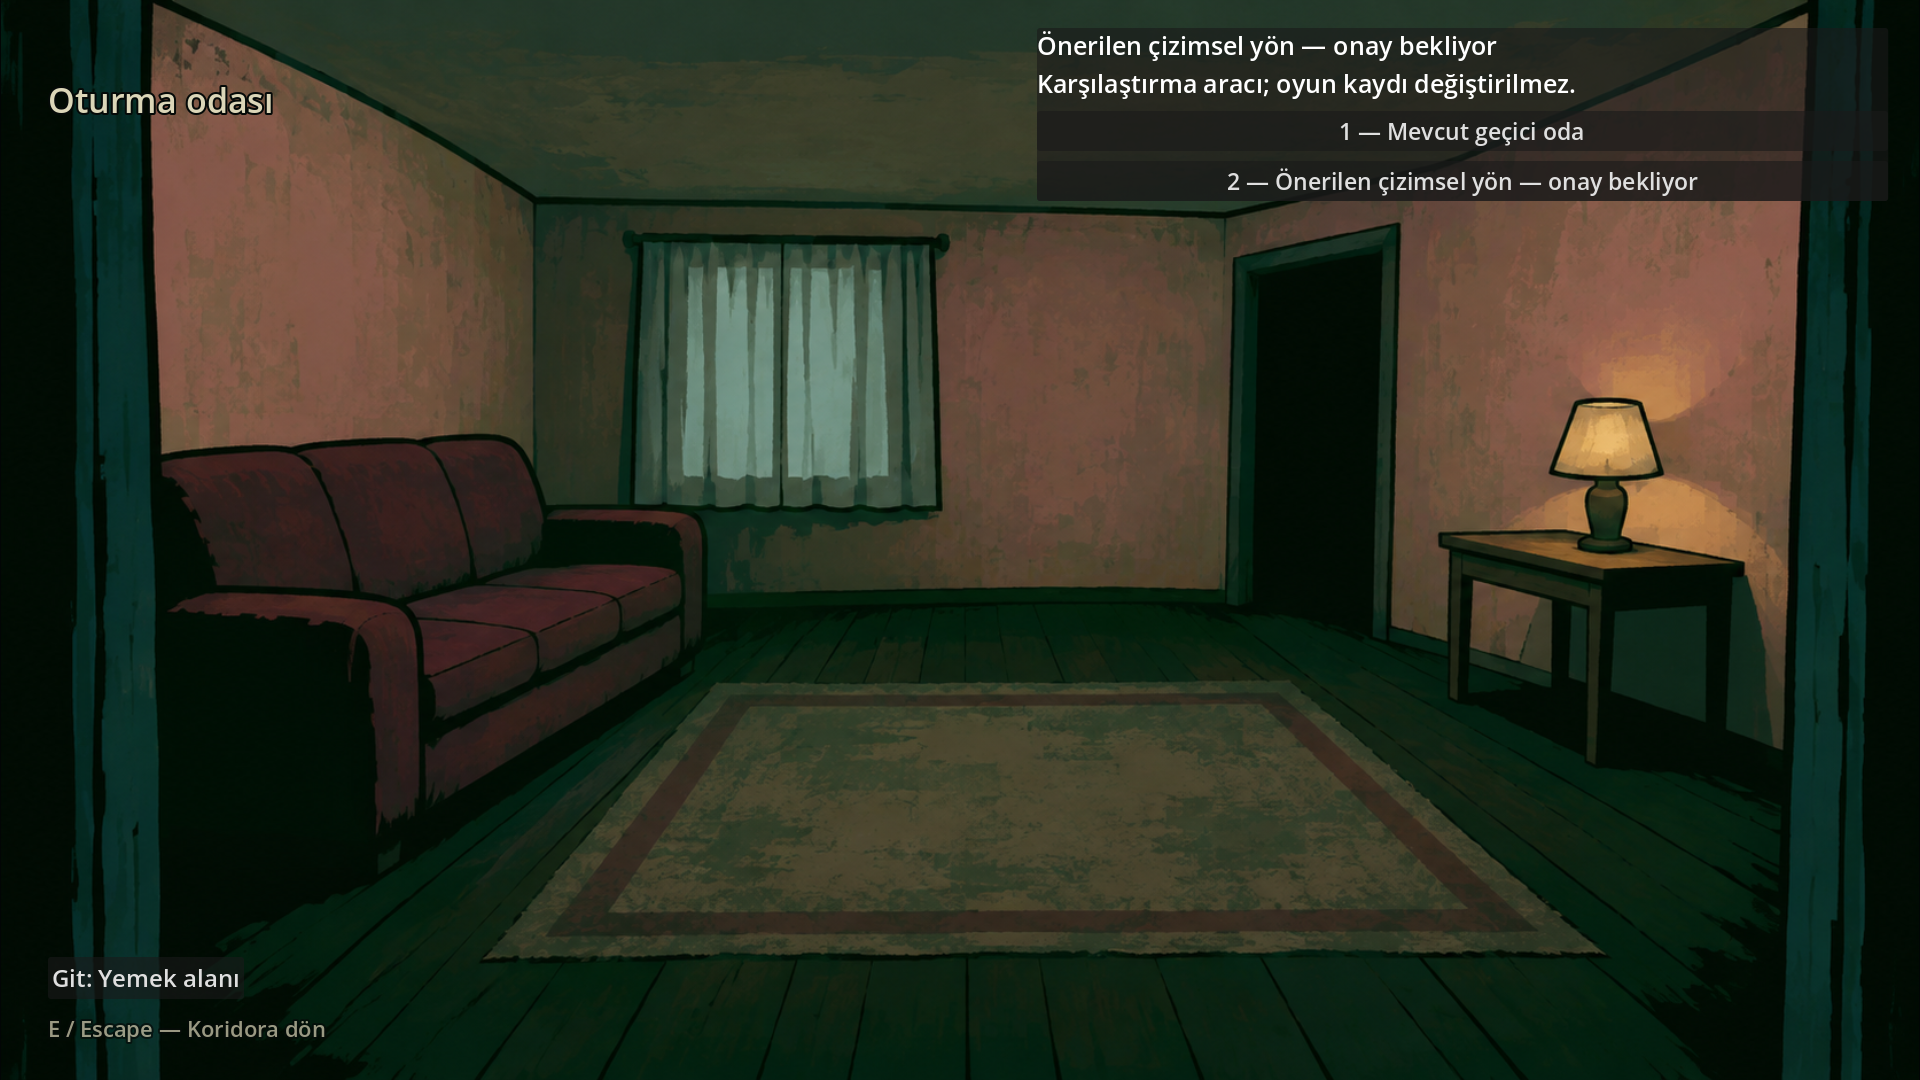 Önerilen çizimsel yön — onay bekliyor
Karşılaştırma aracı; oyun kaydı değiştirilmez.
1 — Mevcut geçici oda
2 — Önerilen çizimsel yön — onay bekliyor
Oturma odası
Git: Yemek alanı
E / Escape — Koridora dön